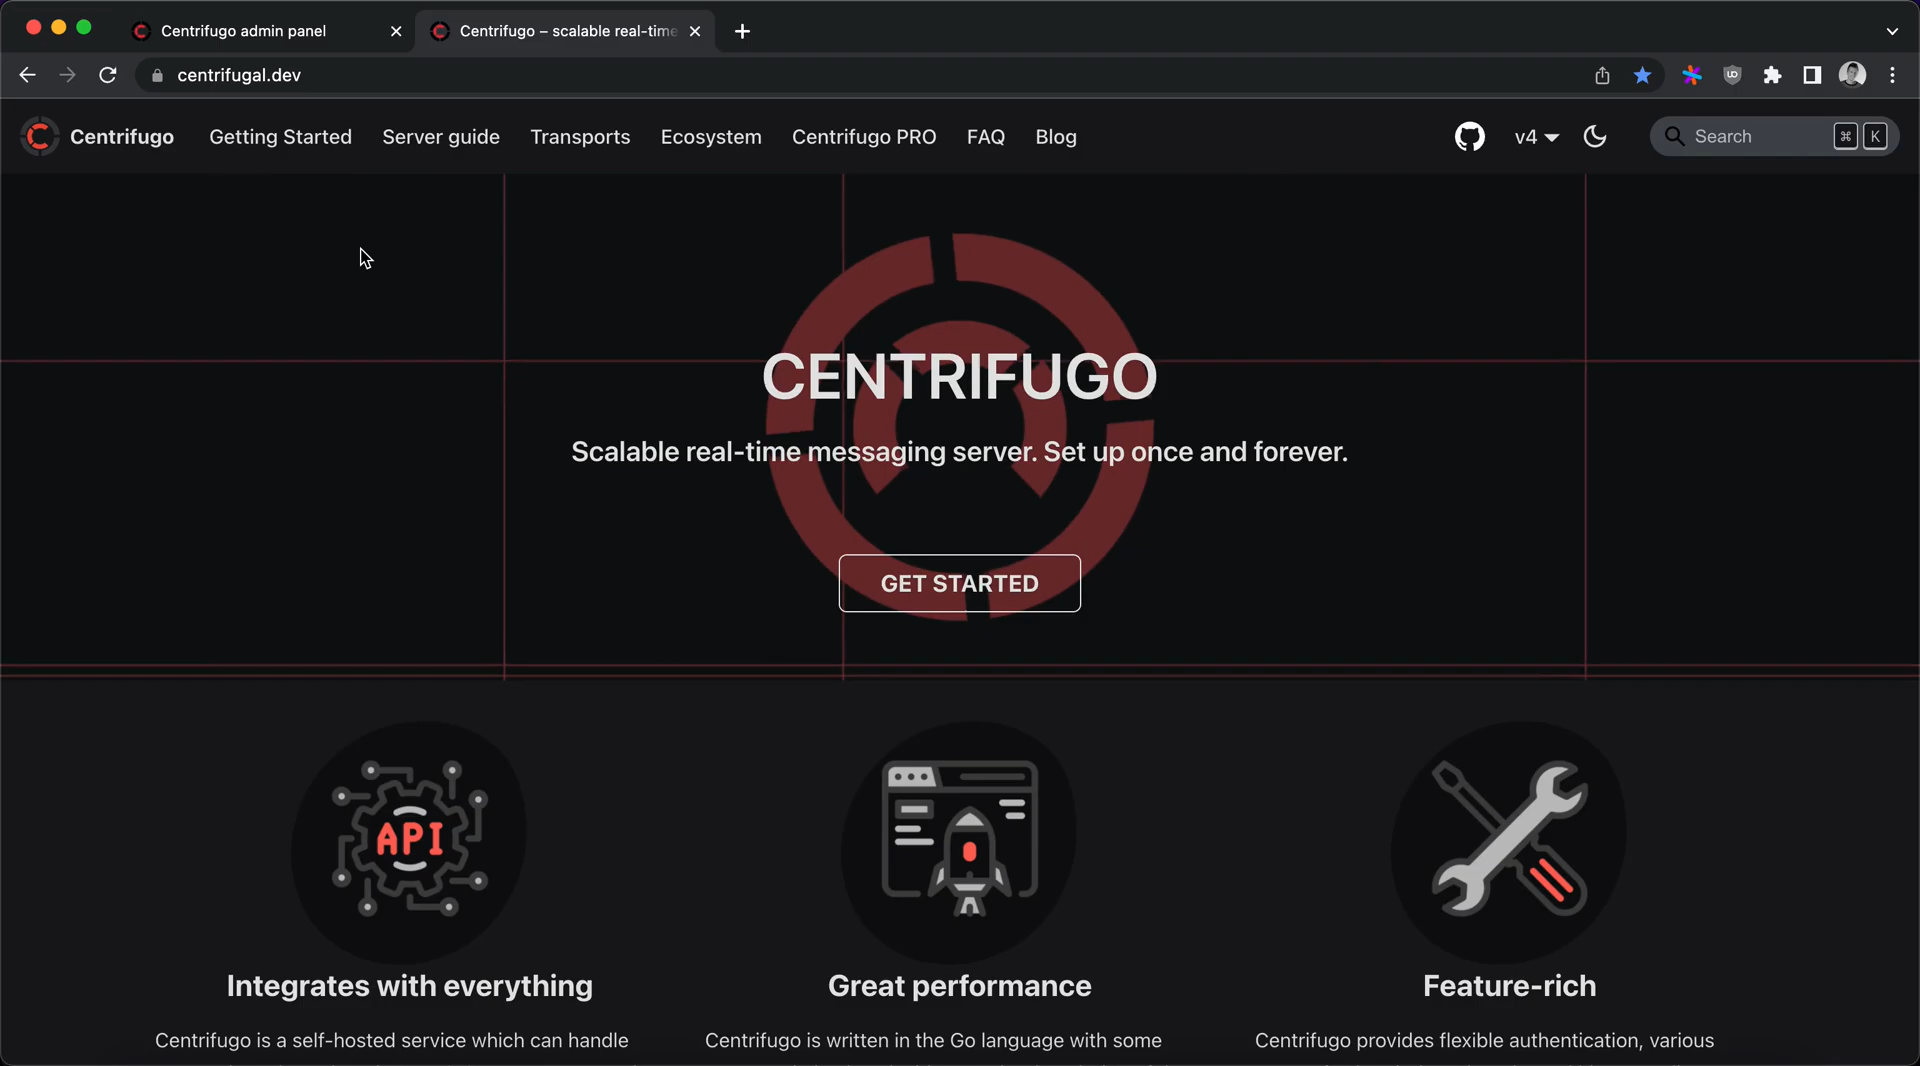 Centrifugo admin panel
Centrifugo – scalable real-time
centrifugal.dev
Centrifugo
Getting Started
Server guide
Transports
Ecosystem
Centrifugo PRO
FAQ
Blog
v4
Search
⌘ K
CENTRIFUGO
Scalable real-time messaging server. Set up once and forever.
GET STARTED
API
Integrates with everything
Great performance
Feature-rich
Centrifugo is a self-hosted service which can handle
Centrifugo is written in the Go language with some
Centrifugo provides flexible authentication, various